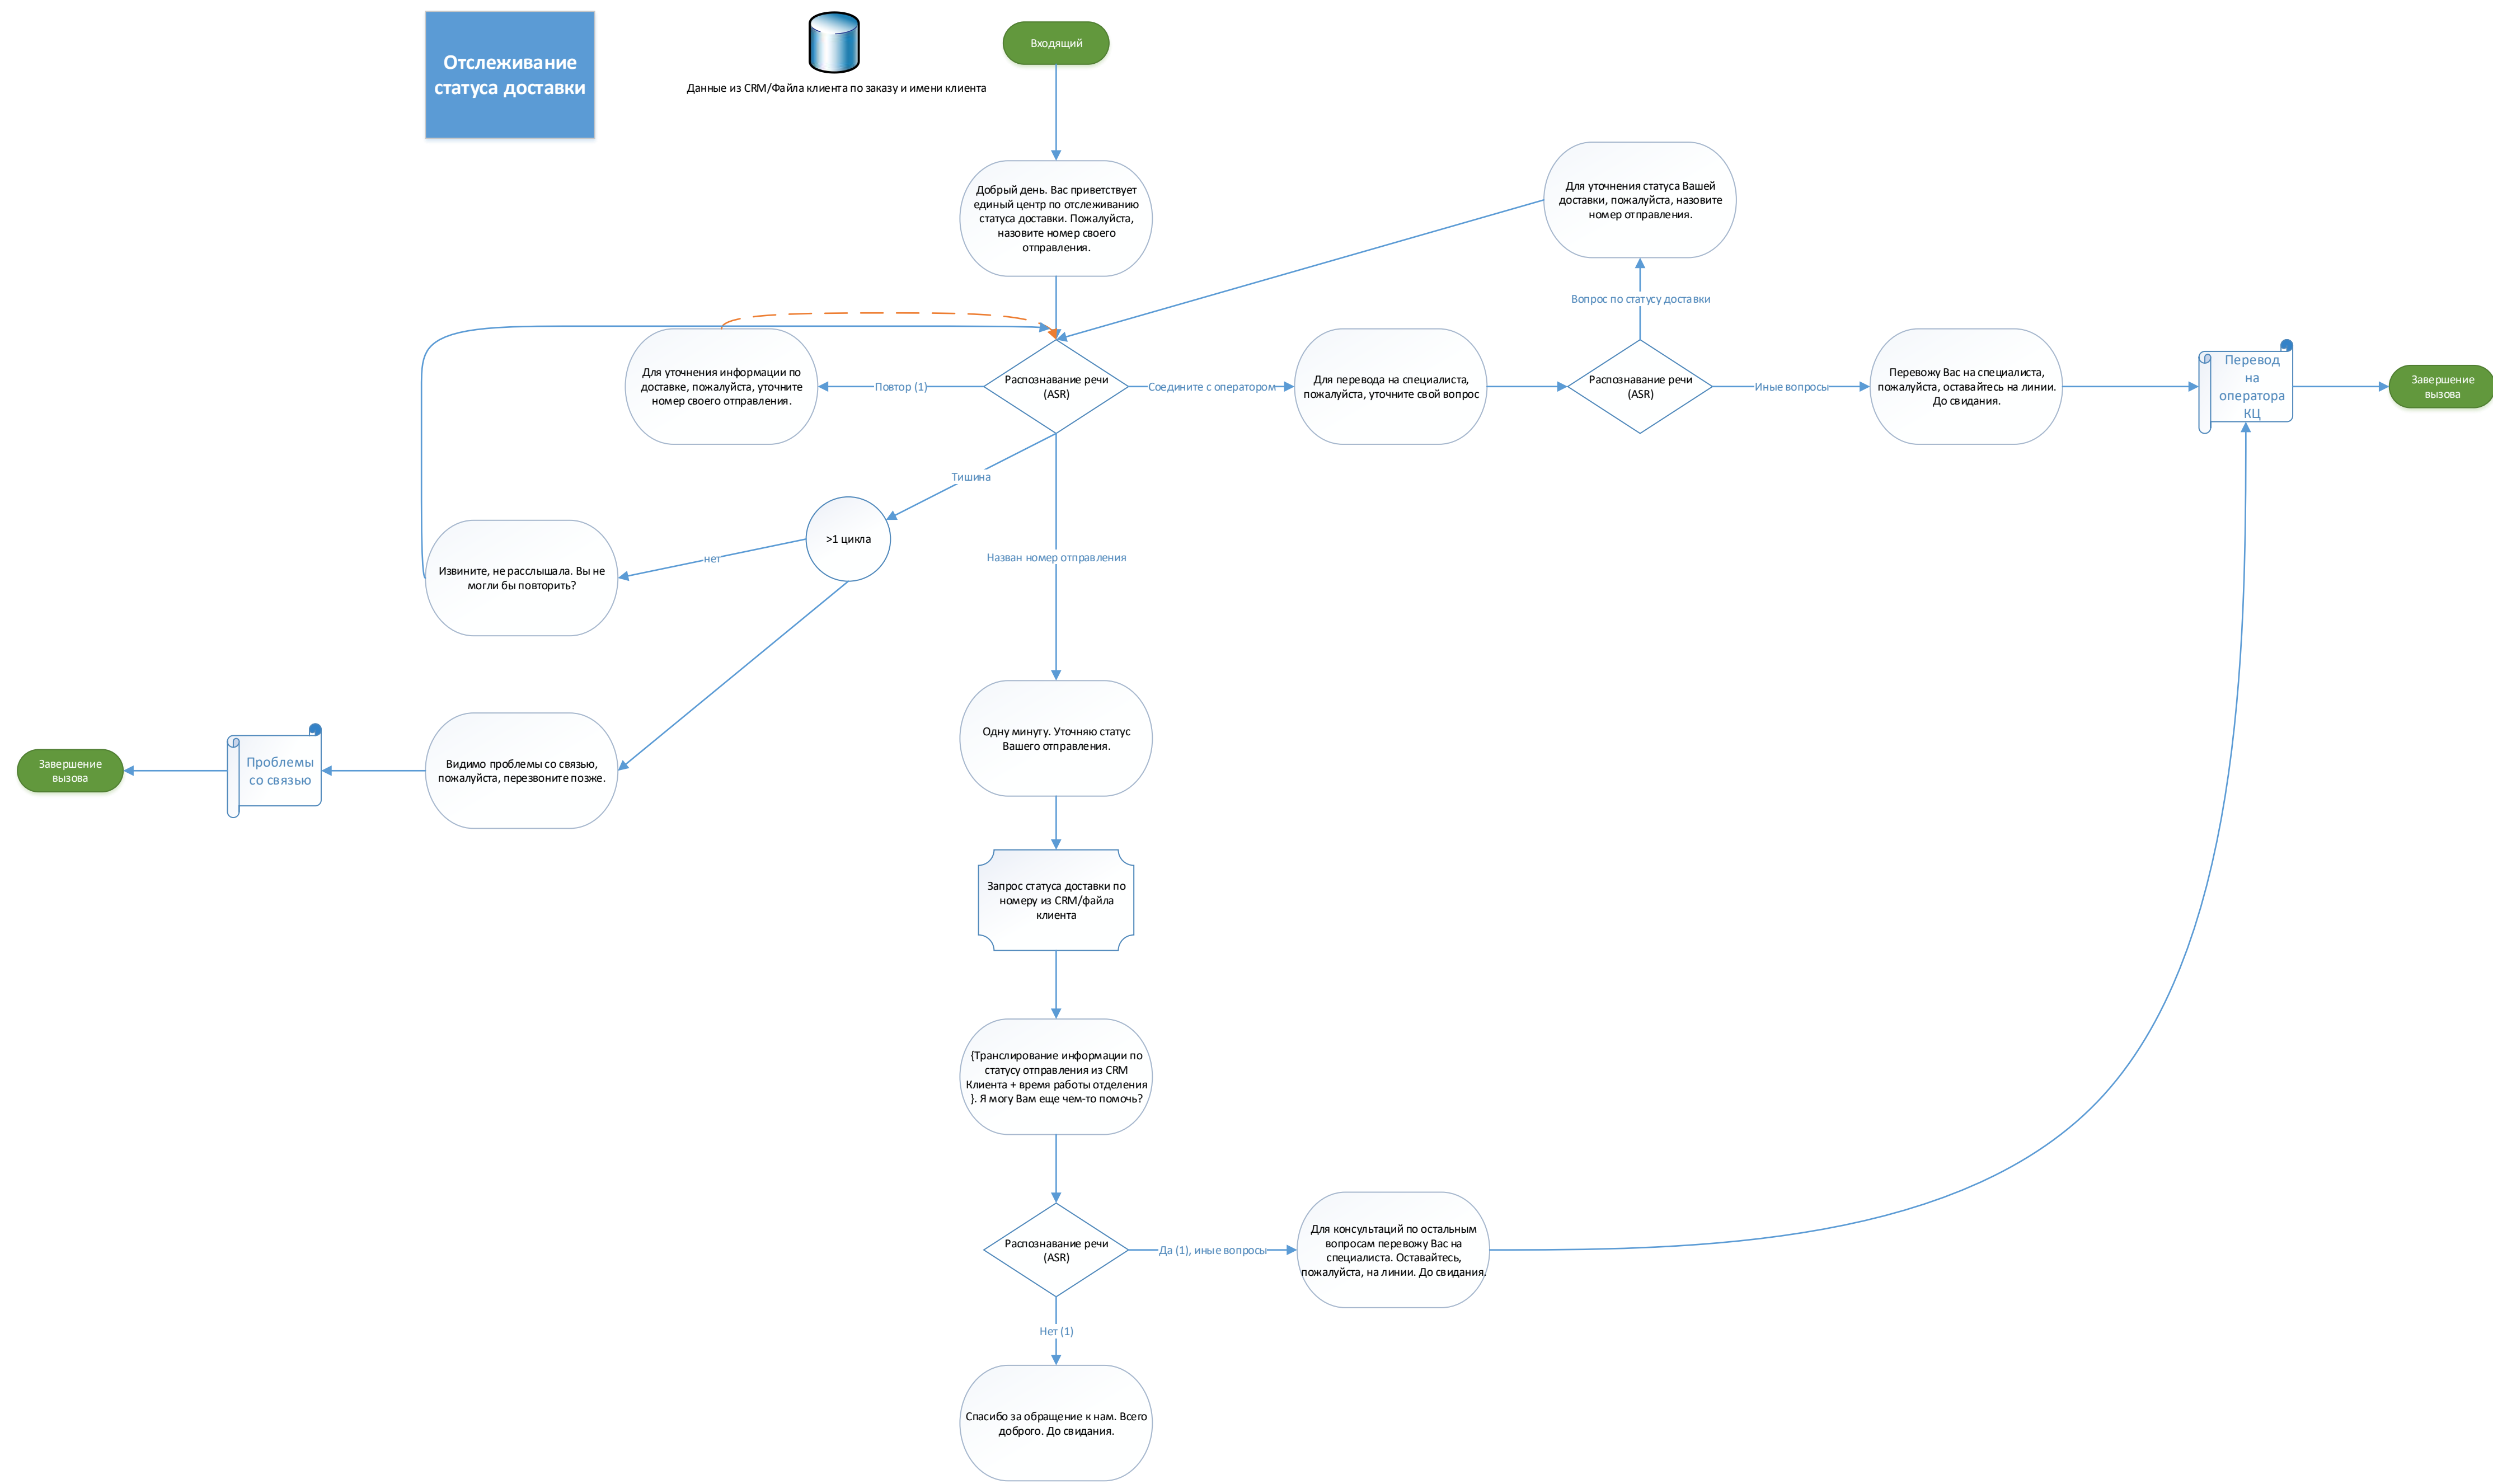 Отслеживание
статуса доставки
Данные из CRM/Файла клиента по заказу и имени клиента
Входящий
Добрый день. Вас приветствует
единый центр по отслеживанию
статуса доставки. Пожалуйста,
назовите номер своего
отправления.
Для уточнения статуса Вашей
доставки, пожалуйста, назовите
номер отправления.
Вопрос по статусу доставки
Для уточнения информации по
доставке, пожалуйста, уточните
номер своего отправления.
Повтор (1)
Распознавание речи
(ASR)
Соедините с оператором
Для перевода на специалиста,
пожалуйста, уточните свой вопрос
Распознавание речи
(ASR)
Иные вопросы
Перевожу Вас на специалиста,
пожалуйста, оставайтесь на линии.
До свидания.
Перевод
на
оператора
КЦ
Завершение
вызова
Тишина
>1 цикла
нет
Извините, не расслышала. Вы не
могли бы повторить?
Назван номер отправления
Одну минуту. Уточняю статус
Вашего отправления.
Завершение
вызова
Проблемы
со связью
Видимо проблемы со связью,
пожалуйста, перезвоните позже.
Запрос статуса доставки по
номеру из CRM/файла
клиента
{Транслирование информации по
статусу отправления из CRM
Клиента + время работы отделения
}. Я могу Вам еще чем-то помочь?
Распознавание речи
(ASR)
Да (1), иные вопросы
Для консультаций по остальным
вопросам перевожу Вас на
специалиста. Оставайтесь,
пожалуйста, на линии. До свидания.
Нет (1)
Спасибо за обращение к нам. Всего
доброго. До свидания.